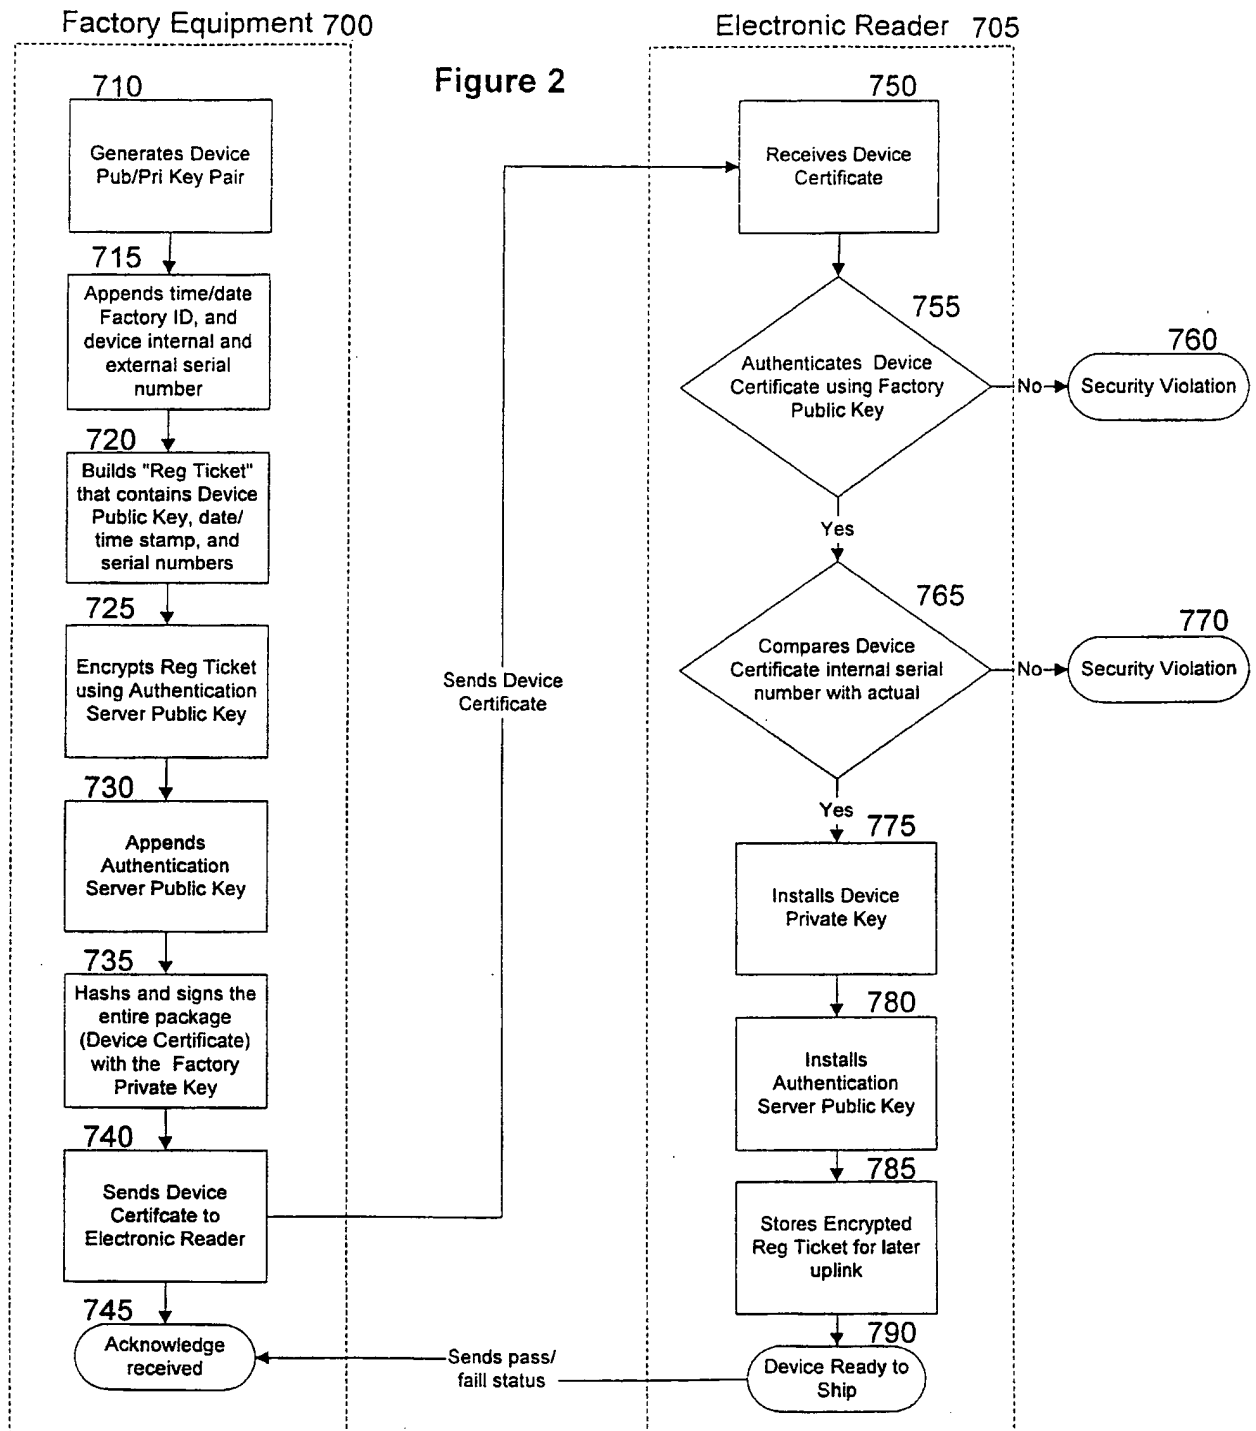 Factory Equipment 700
Electronic Reader 705
Figure 2
710
Generates Device
Pub/Pri Key Pair
715
Appends time/date
Factory ID, and
device internal and
external serial
number
720
Builds "Reg Ticket"
that contains Device
Public Key, date/
time stamp, and
serial numbers
725
Encrypts Reg Ticket
using Authentication
Server Public Key
730
Appends
Authentication
Server Public Key
735
Hashs and signs the
entire package
(Device Certificate)
with the Factory
Private Key
740
Sends Device
Certifcate to
Electronic Reader
745
Acknowledge
received
Sends Device
Certificate
750
Receives Device
Certificate
755
Authenticates Device
Certificate using Factory
Public Key
No
760
Security Violation
Yes
765
Compares Device
Certificate internal serial
number with actual
No
770
Security Violation
Yes
775
Installs Device
Private Key
780
Installs
Authentication
Server Public Key
785
Stores Encrypted
Reg Ticket for later
uplink
790
Device Ready to
Ship
Sends pass/
faill status